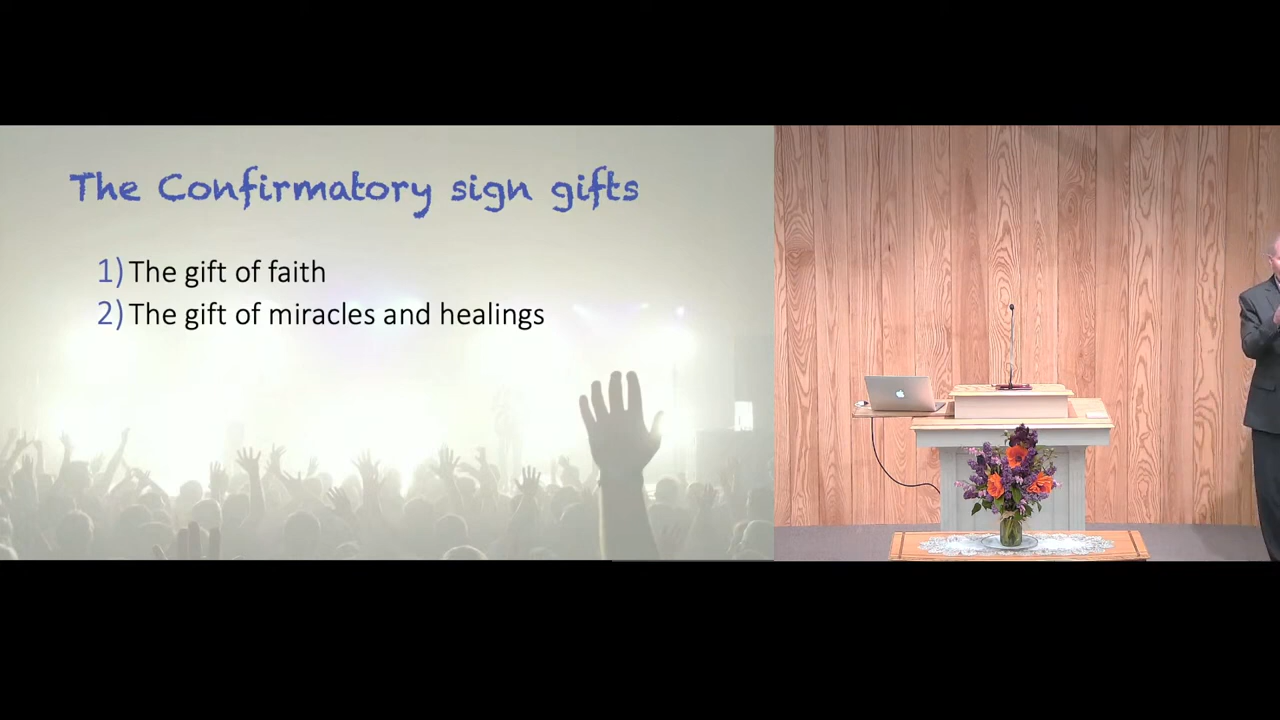 The Confirmatory sign gifts
1) The gift of faith
2) The gift of miracles and healings